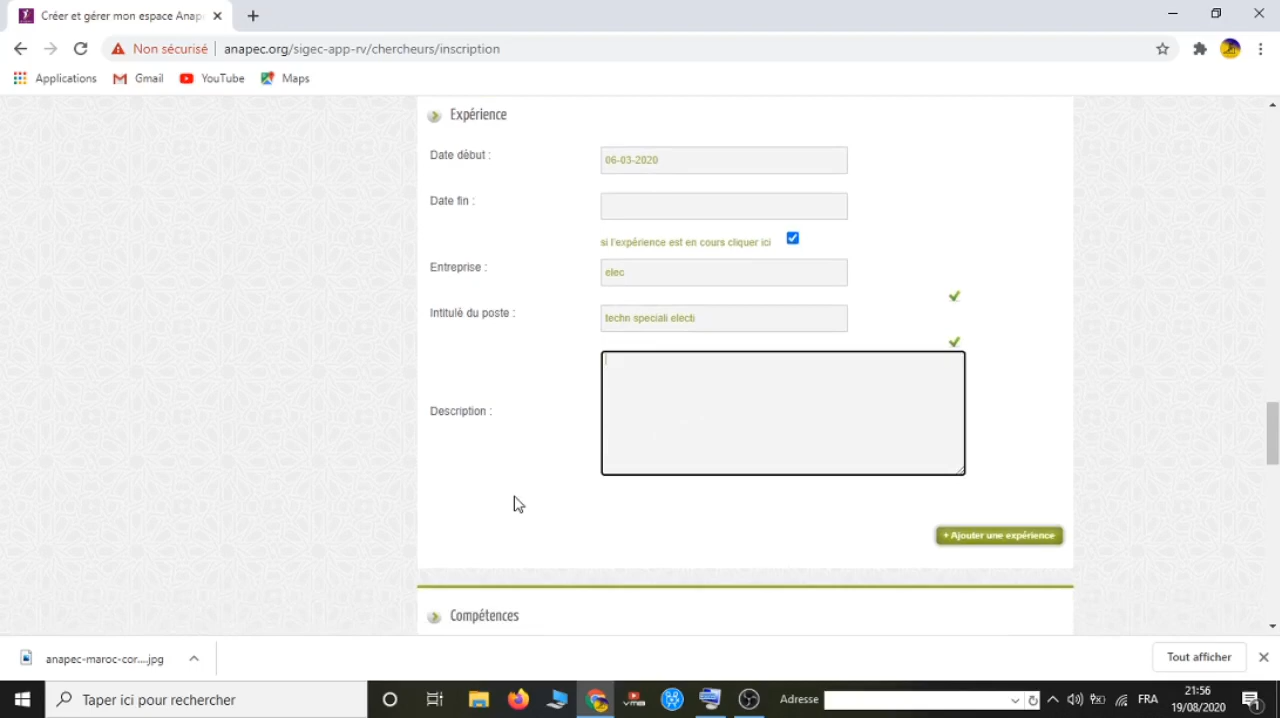 Créer et gérer mon espace Anap
Non sécurisé
anapec.org/sigec-app-rv/chercheurs/inscription
Applications
Gmail
YouTube
Maps
Expérience
Date début :
06-03-2020
Date fin :
si l'expérience est en cours cliquer ici
Entreprise :
elec
Intitulé du poste :
techn speciali electi
Description :
+ Ajouter une expérience
Compétences
anapec-maroc-cor....jpg
Tout afficher
Taper ici pour rechercher
Adresse
FRA
21:56
19/08/2020